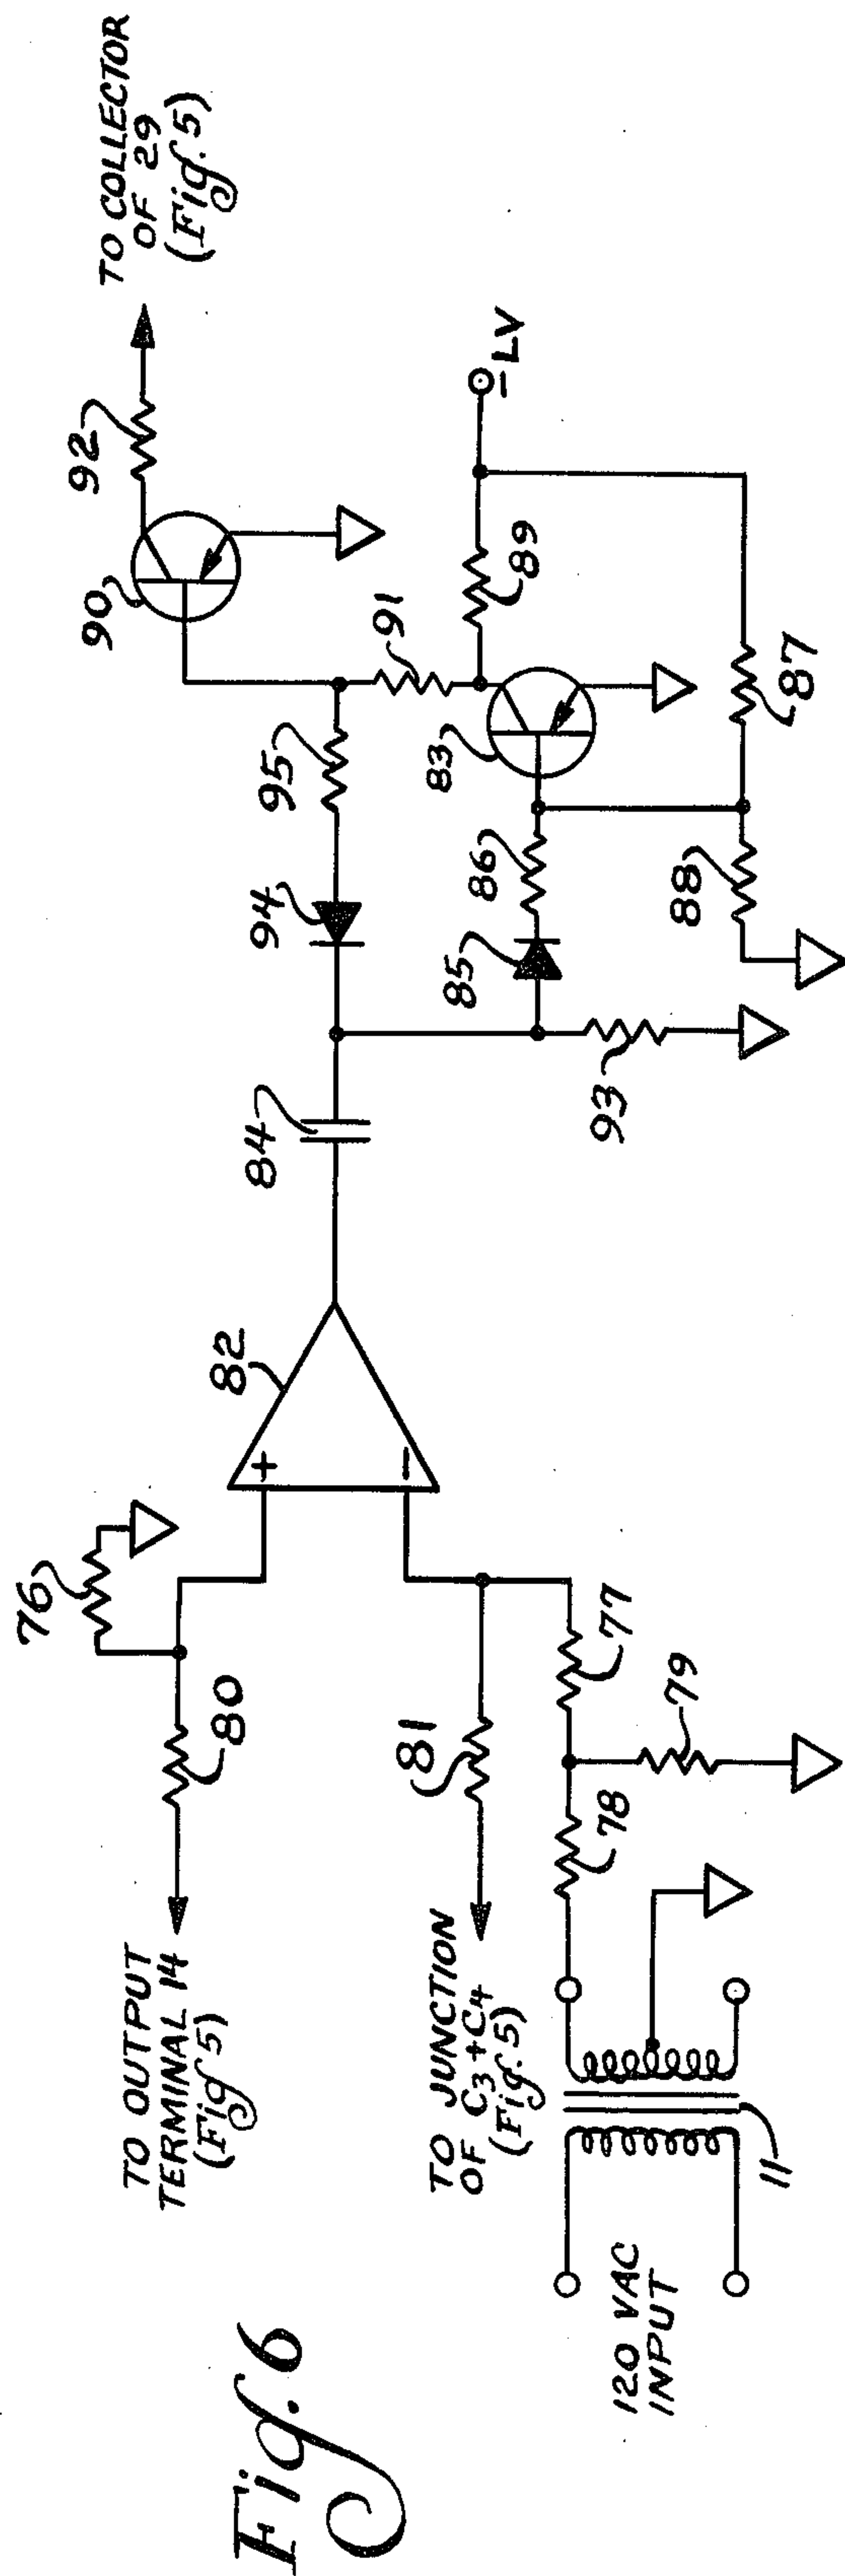 Fig. 6
TO OUTPUT
TERMINAL 14
(Fig. 5)
76
80
82
+
−
TO JUNCTION
OF C3+C4
(Fig. 5)
81
77
78
79
120 VAC
INPUT
11
84
94
95
85
86
93
88
87
83
89
91
90
92
LV
TO COLLECTOR
OF 29
(Fig. 5)